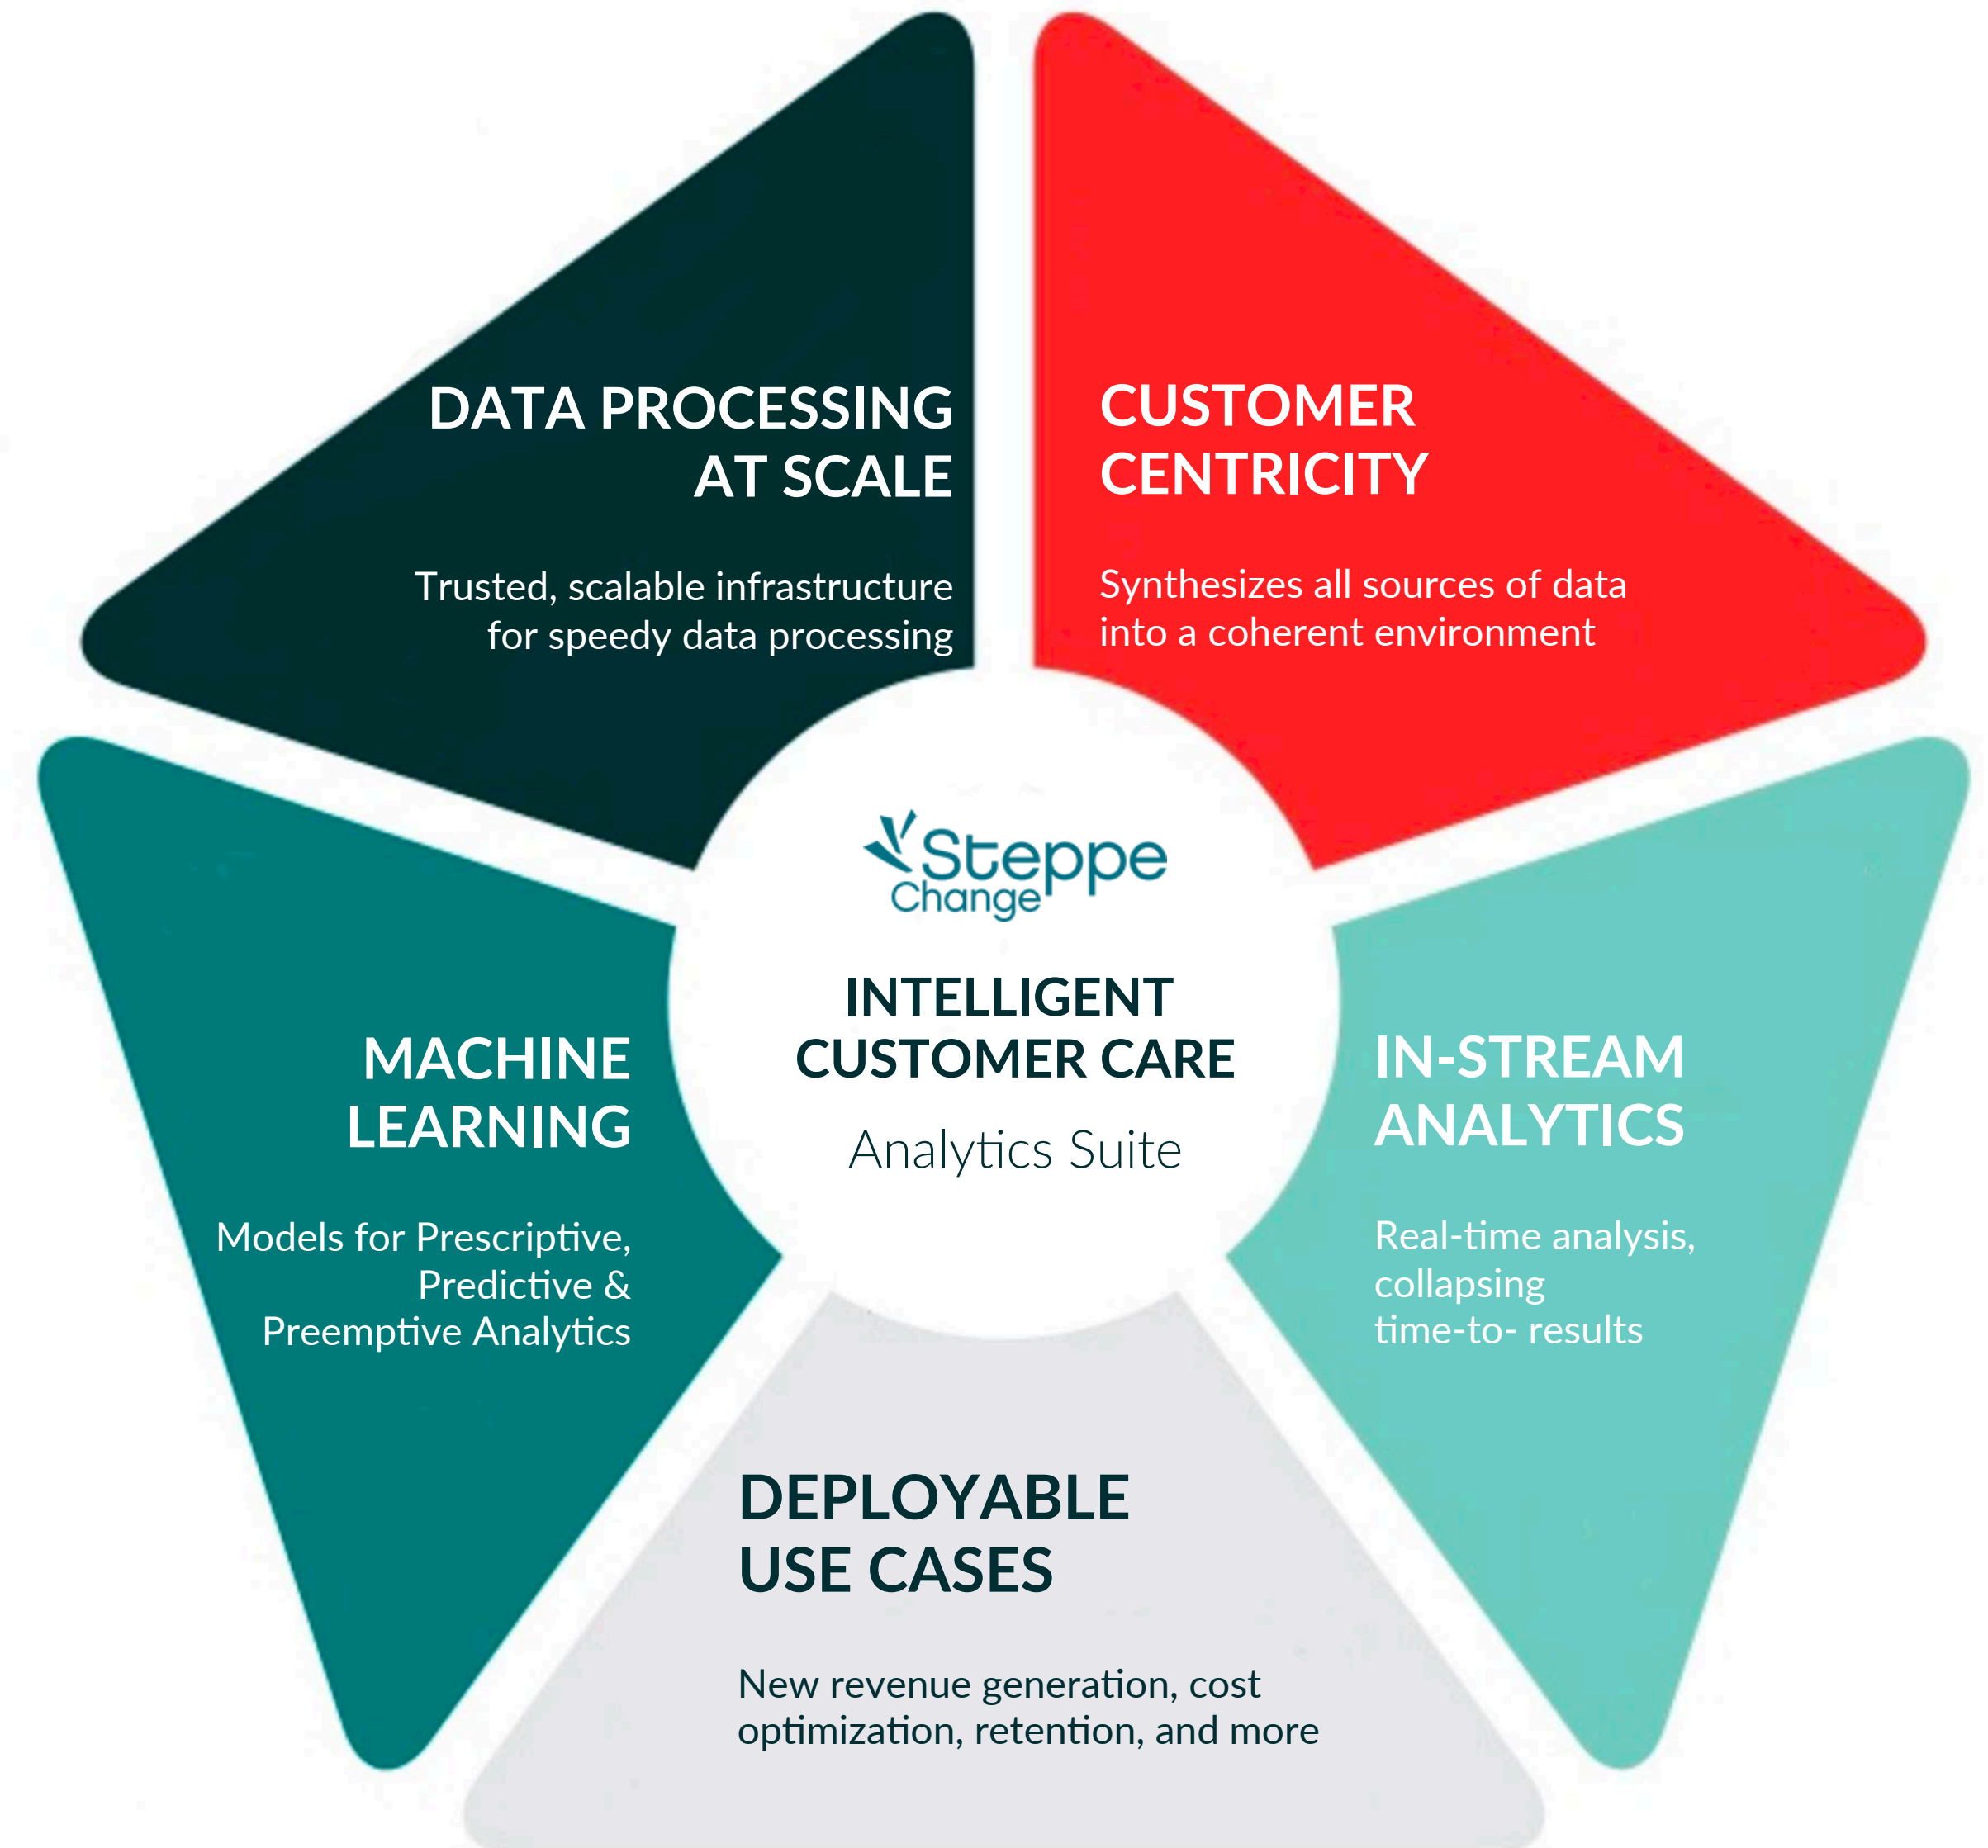 DATA PROCESSING
AT SCALE
Trusted, scalable infrastructure
for speedy data processing
CUSTOMER
CENTRICITY
Synthesizes all sources of data
into a coherent environment
Steppe
Change
INTELLIGENT
CUSTOMER CARE
Analytics Suite
MACHINE
LEARNING
Models for Prescriptive,
Predictive &
Preemptive Analytics
IN-STREAM
ANALYTICS
Real-time analysis,
collapsing
time-to- results
DEPLOYABLE
USE CASES
New revenue generation, cost
optimization, retention, and more